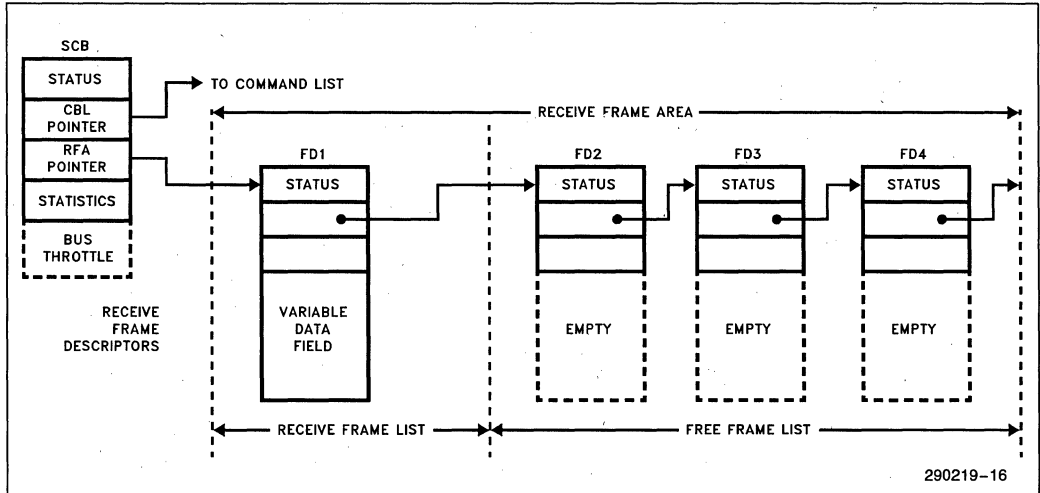 SCB
STATUS
CBL
POINTER
RFA
POINTER
STATISTICS
BUS
THROTTLE
TO COMMAND LIST
RECEIVE FRAME AREA
RECEIVE
FRAME
DESCRIPTORS
FD1
STATUS
VARIABLE
DATA
FIELD
FD2
STATUS
EMPTY
FD3
STATUS
EMPTY
FD4
STATUS
EMPTY
RECEIVE FRAME LIST
FREE FRAME LIST
290219-16